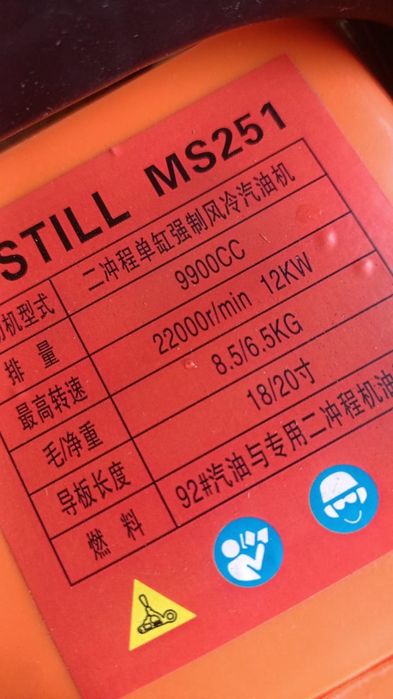 STILL MS251
动机型式 二冲程单缸强制风冷汽油机
排量 9900CC
最高转速 22000r/min 12KW
毛/净重 8.5/6.5KG
导板长度 18/20寸
燃料 92#汽油与专用二冲程机油